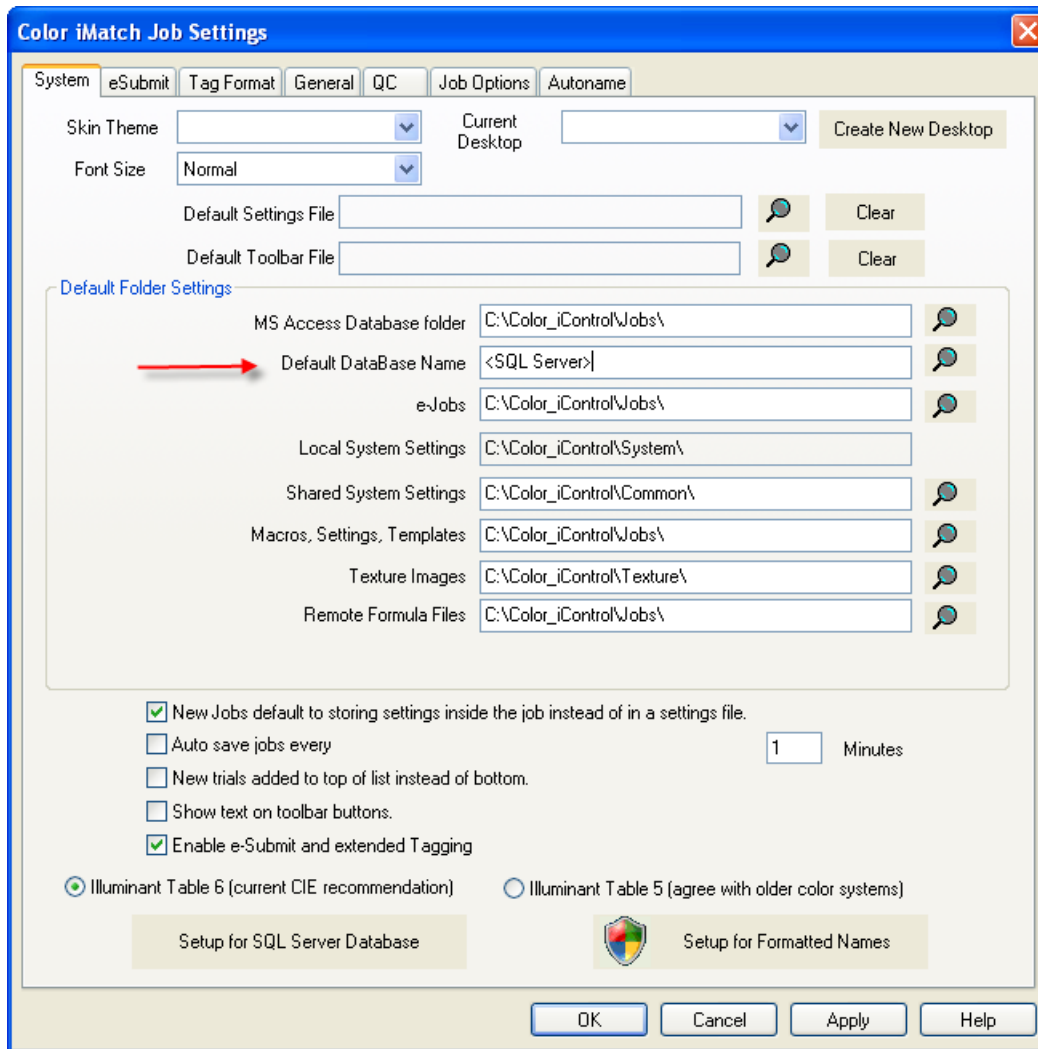 Color iMatch Job Settings
System eSubmit Tag Format General QC Job Options Autoname
Skin Theme
Current Desktop
Create New Desktop
Font Size Normal
Default Settings File Clear
Default Toolbar File Clear
Default Folder Settings
MS Access Database folder C:\Color_iControl\Jobs\
Default DataBase Name <SQL Server>
e-Jobs C:\Color_iControl\Jobs\
Local System Settings C:\Color_iControl\System\
Shared System Settings C:\Color_iControl\Common\
Macros, Settings, Templates C:\Color_iControl\Jobs\
Texture Images C:\Color_iControl\Texture\
Remote Formula Files C:\Color_iControl\Jobs\
New Jobs default to storing settings inside the job instead of in a settings file.
Auto save jobs every 1 Minutes
New trials added to top of list instead of bottom.
Show text on toolbar buttons.
Enable e-Submit and extended Tagging
Illuminant Table 6 (current CIE recommendation) Illuminant Table 5 (agree with older color systems)
Setup for SQL Server Database Setup for Formatted Names
OK Cancel Apply Help